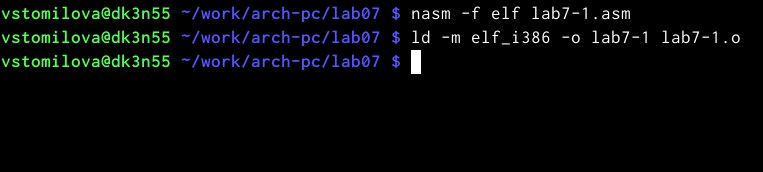 vstomilova@dk3n55 ~/work/arch-pc/lab07 $ nasm -f elf lab7-1.asm
vstomilova@dk3n55 ~/work/arch-pc/lab07 $ ld -m elf_i386 -o lab7-1 lab7-1.o
vstomilova@dk3n55 ~/work/arch-pc/lab07 $